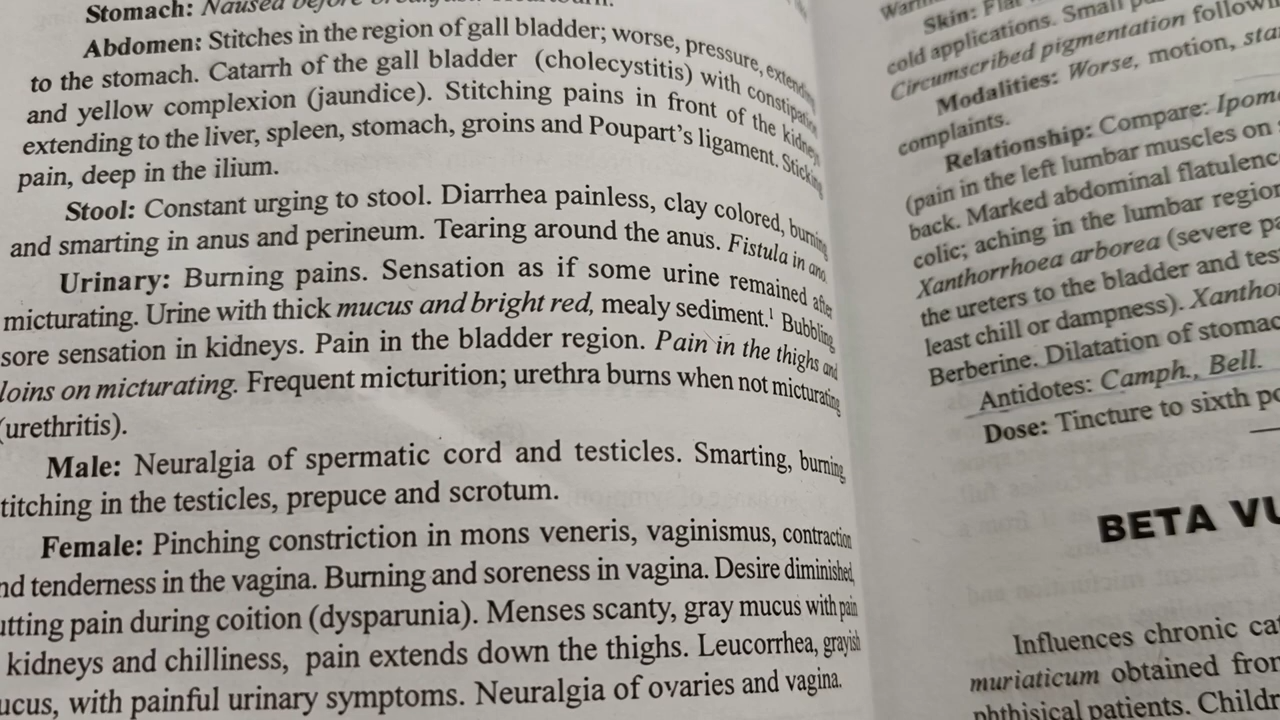 Stomach: Naused before
Abdomen: Stitches in the region of gall bladder; worse, pressure, extending
to the stomach. Catarrh of the gall bladder (cholecystitis) with constipation
and yellow complexion (jaundice). Stitching pains in front of the kidneys
extending to the liver, spleen, stomach, groins and Poupart's ligament. Sticking
pain, deep in the ilium.
Stool: Constant urging to stool. Diarrhea painless, clay colored, burning
and smarting in anus and perineum. Tearing around the anus. Fistula in ano.
Urinary: Burning pains. Sensation as if some urine remained after
micturating. Urine with thick mucus and bright red, mealy sediment.¹ Bubbling
sore sensation in kidneys. Pain in the bladder region. Pain in the thighs and
loins on micturating. Frequent micturition; urethra burns when not micturating
(urethritis).
Male: Neuralgia of spermatic cord and testicles. Smarting, burning
titching in the testicles, prepuce and scrotum.
Female: Pinching constriction in mons veneris, vaginismus, contraction
nd tenderness in the vagina. Burning and soreness in vagina. Desire diminished,
utting pain during coition (dysparunia). Menses scanty, gray mucus with pain
kidneys and chilliness, pain extends down the thighs. Leucorrhea, grayish
ucus, with painful urinary symptoms. Neuralgia of ovaries and vagina.
Skin: Flat
cold applications. Small
Circumscribed pigmentation followi
Modalities: Worse, motion, sta
complaints.
Relationship: Compare: Ipom
(pain in the left lumbar muscles on
back. Marked abdominal flatulenc
colic; aching in the lumbar region
Xanthorrhoea arborea (severe pa
the ureters to the bladder and tes
least chill or dampness). Xantho
Berberine. Dilatation of stomac
Antidotes: Camph., Bell.
Dose: Tincture to sixth po
BETA VU
Influences chronic cat
muriaticum obtained from
phthisical patients. Childr